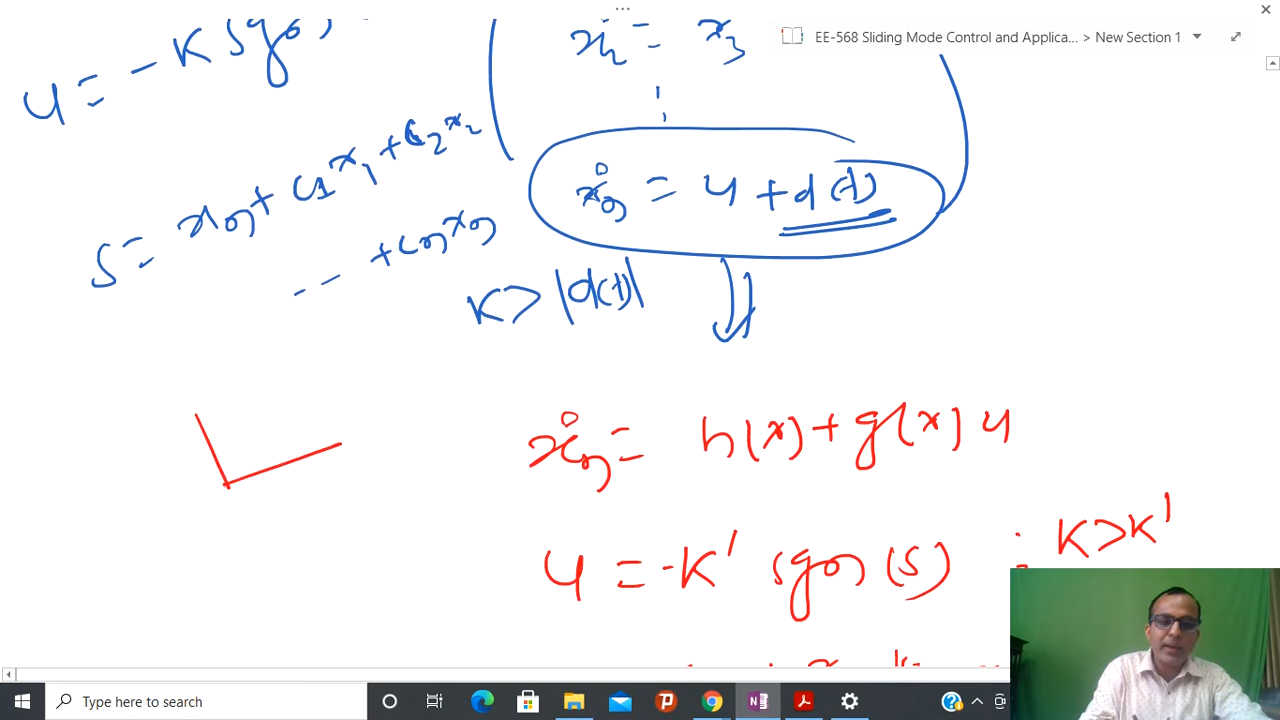 EE-568 Sliding Mode Control and Applica... > New Section 1
u = -K sgn
ẋ₂ = x₃
⋮
ẋₙ = u + d(t)
S = xₙ + c₁x₁ + c₂x₂
-- + cₙxₙ
K > |d(t)|
ẋₙ = h(x) + g(x) u
u = -K' sgn (s) ; K > K'
Type here to search